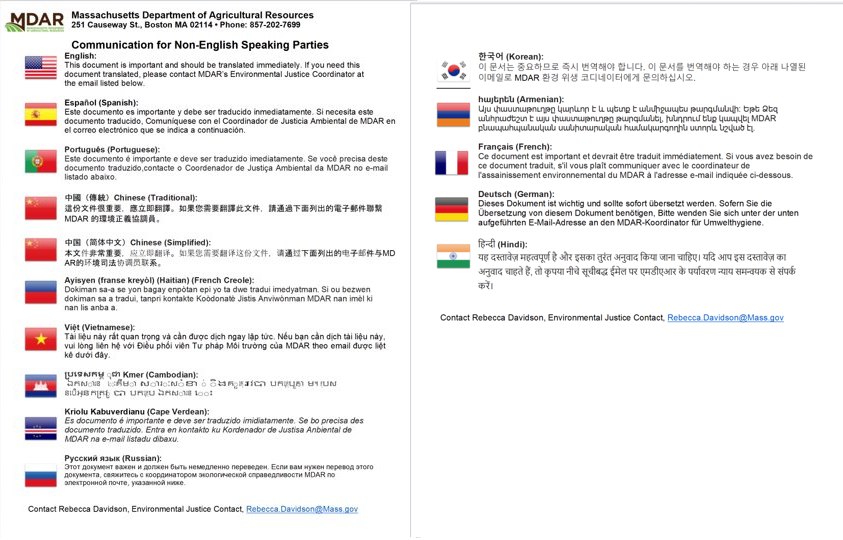 MDAR
Massachusetts Department of Agricultural Resources
251 Causeway St., Boston MA 02114 • Phone: 857-202-7699
Communication for Non-English Speaking Parties
English:
This document is important and should be translated immediately. If you need this
document translated, please contact MDAR's Environmental Justice Coordinator at
the email listed below.
Español (Spanish):
Este documento es importante y debe ser traducido inmediatamente. Si necesita este
documento traducido, Comuníquese con el Coordinador de Justicia Ambiental de MDAR en
el correo electrónico que se indica a continuación.
Português (Portuguese):
Este documento é importante e deve ser traduzido imediatamente. Se você precisa deste
documento traduzido,contacte o Coordenador de Justiça Ambiental da MDAR no e-mail
listado abaixo.
中國（傳統）Chinese (Traditional):
這份文件很重要，應立即翻譯。如果您需要翻譯此文件，請通過下面列出的電子郵件聯繫
MDAR 的環境正義協調員。
中国（简体中文）Chinese (Simplified):
本文件非常重要，应立即翻译。如果您需要翻译这份文件，请通过下面列出的电子邮件与MD
AR的环境司法协调员联系。
Ayisyen (franse kreyòl) (Haitian) (French Creole):
Dokiman sa-a se yon bagay enpòtan epi yo ta dwe tradui imedyatman. Si ou bezwen
dokiman sa a tradui, tanpri kontakte Koòdonatè Jistis Anviwònman MDAR nan imèl ki
nan lis anba a.
Việt (Vietnamese):
Tài liệu này rất quan trọng và cần được dịch ngay lập tức. Nếu bạn cần dịch tài liệu này,
vui lòng liên hệ với Điều phối viên Tư pháp Môi trường của MDAR theo email được liệt
kê dưới đây.
Kmer (Cambodian):
Kriolu Kabuverdianu (Cape Verdean):
Es documento é importante e deve ser traduzido imidiatamente. Se bo precisa des
documento traduzido. Entra en kontakto ku Kordenador de Justisa Anbiental de
MDAR na e-mail listadu dibaxu.
Русский язык (Russian):
Этот документ важен и должен быть немедленно переведен. Если вам нужен перевод этого
документа, свяжитесь с координатором экологической справедливости MDAR по
электронной почте, указанной ниже.
Contact Rebecca Davidson, Environmental Justice Contact, Rebecca.Davidson@Mass.gov
한국어 (Korean):
이 문서는 중요하므로 즉시 번역해야 합니다. 이 문서를 번역해야 하는 경우 아래 나열된
이메일로 MDAR 환경 위생 코디네이터에게 문의하십시오.
հայերեն (Armenian):
Այս փաստաթուղթը կարևոր է և պետք է անմիջապես թարգմանվի: Եթե Ձեզ
անհրաժեշտ է այս փաստաթուղթը թարգմանել, խնդրում ենք կապվել MDAR
բնապահպանական սանիտարական համակարգողին ստորև նշված էլ.
Français (French):
Ce document est important et devrait être traduit immédiatement. Si vous avez besoin de
ce document traduit, s'il vous plaît communiquer avec le coordinateur de
l'assainissement environnemental du MDAR à l'adresse e-mail indiquée ci-dessous.
Deutsch (German):
Dieses Dokument ist wichtig und sollte sofort übersetzt werden. Sofern Sie die
Übersetzung von diesem Dokument benötigen, Bitte wenden Sie sich unter der unten
aufgeführten E-Mail-Adresse an den MDAR-Koordinator für Umwelthygiene.
हिन्दी (Hindi):
यह दस्तावेज़ महत्वपूर्ण है और इसका तुरंत अनुवाद किया जाना चाहिए। यदि आप इस दस्तावेज़ का
अनुवाद चाहते हैं, तो कृपया नीचे सूचीबद्ध ईमेल पर एमडीएआर के पर्यावरण न्याय समन्वयक से संपर्क
करें।
Contact Rebecca Davidson, Environmental Justice Contact, Rebecca.Davidson@Mass.gov